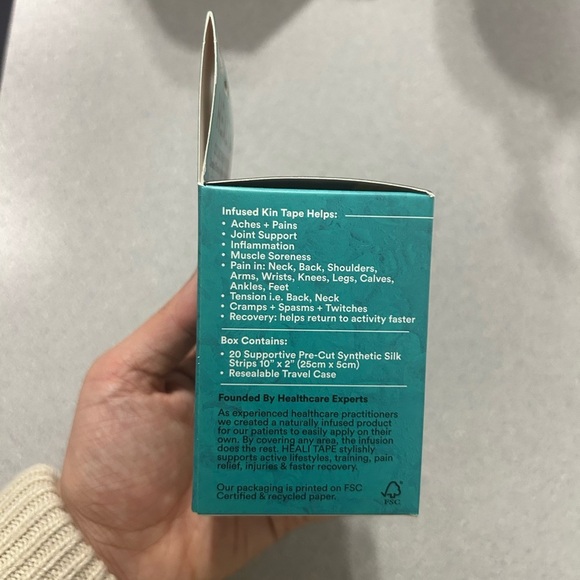 Infused Kin Tape Helps:
• Aches + Pains
• Joint Support
• Inflammation
• Muscle Soreness
• Pain in: Neck, Back, Shoulders,
Arms, Wrists, Knees, Legs, Calves,
Ankles, Feet
• Tension i.e. Back, Neck
• Cramps + Spasms + Twitches
• Recovery: helps return to activity faster
Box Contains:
• 20 Supportive Pre-Cut Synthetic Silk
Strips 10" x 2" (25cm x 5cm)
• Resealable Travel Case
Founded By Healthcare Experts
As experienced healthcare practitioners
we created a naturally infused product
for our patients to easily apply on their
own. By covering any area, the infusion
does the rest. HEALI TAPE stylishly
supports active lifestyles, training, pain
relief, injuries & faster recovery.
Our packaging is printed on FSC
Certified & recycled paper.
FSC